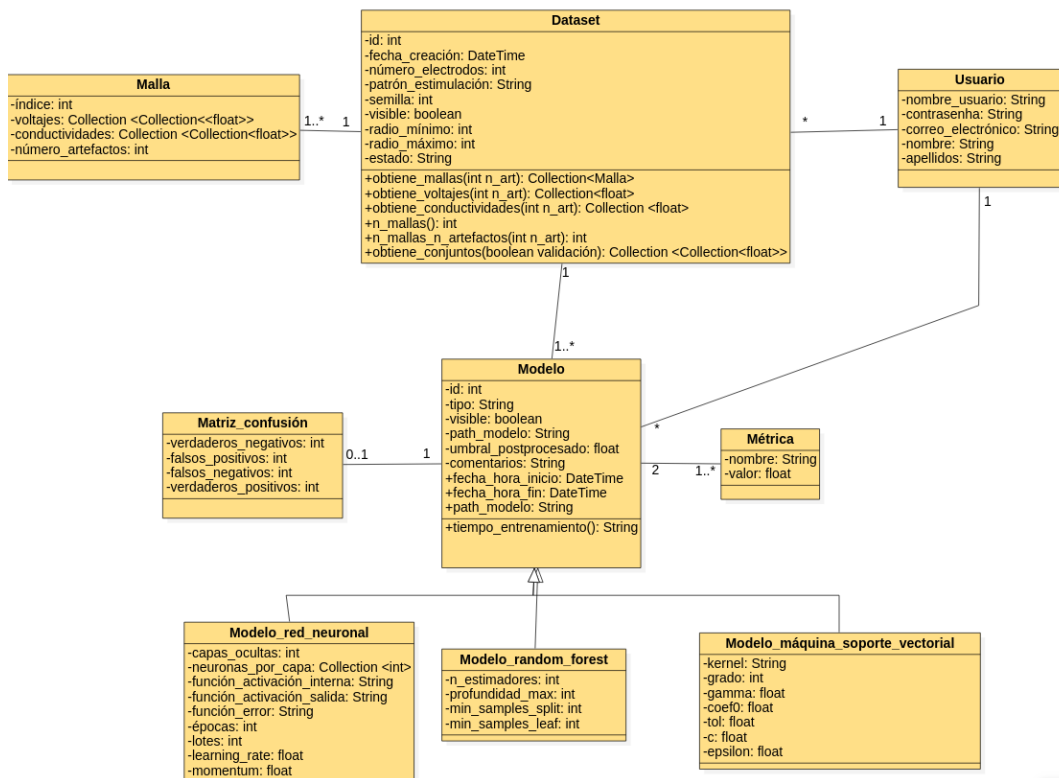 Dataset
-id: int
-fecha_creación: DateTime
-número_electrodos: int
-patrón_estimulación: String
-semilla: int
-visible: boolean
-radio_mínimo: int
-radio_máximo: int
-estado: String
+obtiene_mallas(int n_art): Collection<Malla>
+obtiene_voltajes(int n_art): Collection<float>
+obtiene_conductividades(int n_art): Collection <float>
+n_mallas(): int
+n_mallas_n_artefactos(int n_art): int
+obtiene_conjuntos(boolean validación): Collection <Collection<float>>
Malla
-índice: int
-voltajes: Collection <Collection<<float>>
-conductividades: Collection <Collection<float>>
-número_artefactos: int
1..*
1
Usuario
-nombre_usuario: String
-contrasenha: String
-correo_electrónico: String
-nombre: String
-apellidos: String
*
1
1
1
1..*
Modelo
-id: int
-tipo: String
-visible: boolean
-path_modelo: String
-umbral_postprocesado: float
-comentarios: String
+fecha_hora_inicio: DateTime
+fecha_hora_fin: DateTime
+path_modelo: String
+tiempo_entrenamiento(): String
Matriz_confusión
-verdaderos_negativos: int
-falsos_positivos: int
-falsos_negativos: int
-verdaderos_positivos: int
0..1
1
*
2
1..*
Métrica
-nombre: String
-valor: float
Modelo_red_neuronal
-capas_ocultas: int
-neuronas_por_capa: Collection <int>
-función_activación_interna: String
-función_activación_salida: String
-función_error: String
-épocas: int
-lotes: int
-learning_rate: float
-momentum: float
Modelo_random_forest
-n_estimadores: int
-profundidad_max: int
-min_samples_split: int
-min_samples_leaf: int
Modelo_máquina_soporte_vectorial
-kernel: String
-grado: int
-gamma: float
-coef0: float
-tol: float
-c: float
-epsilon: float